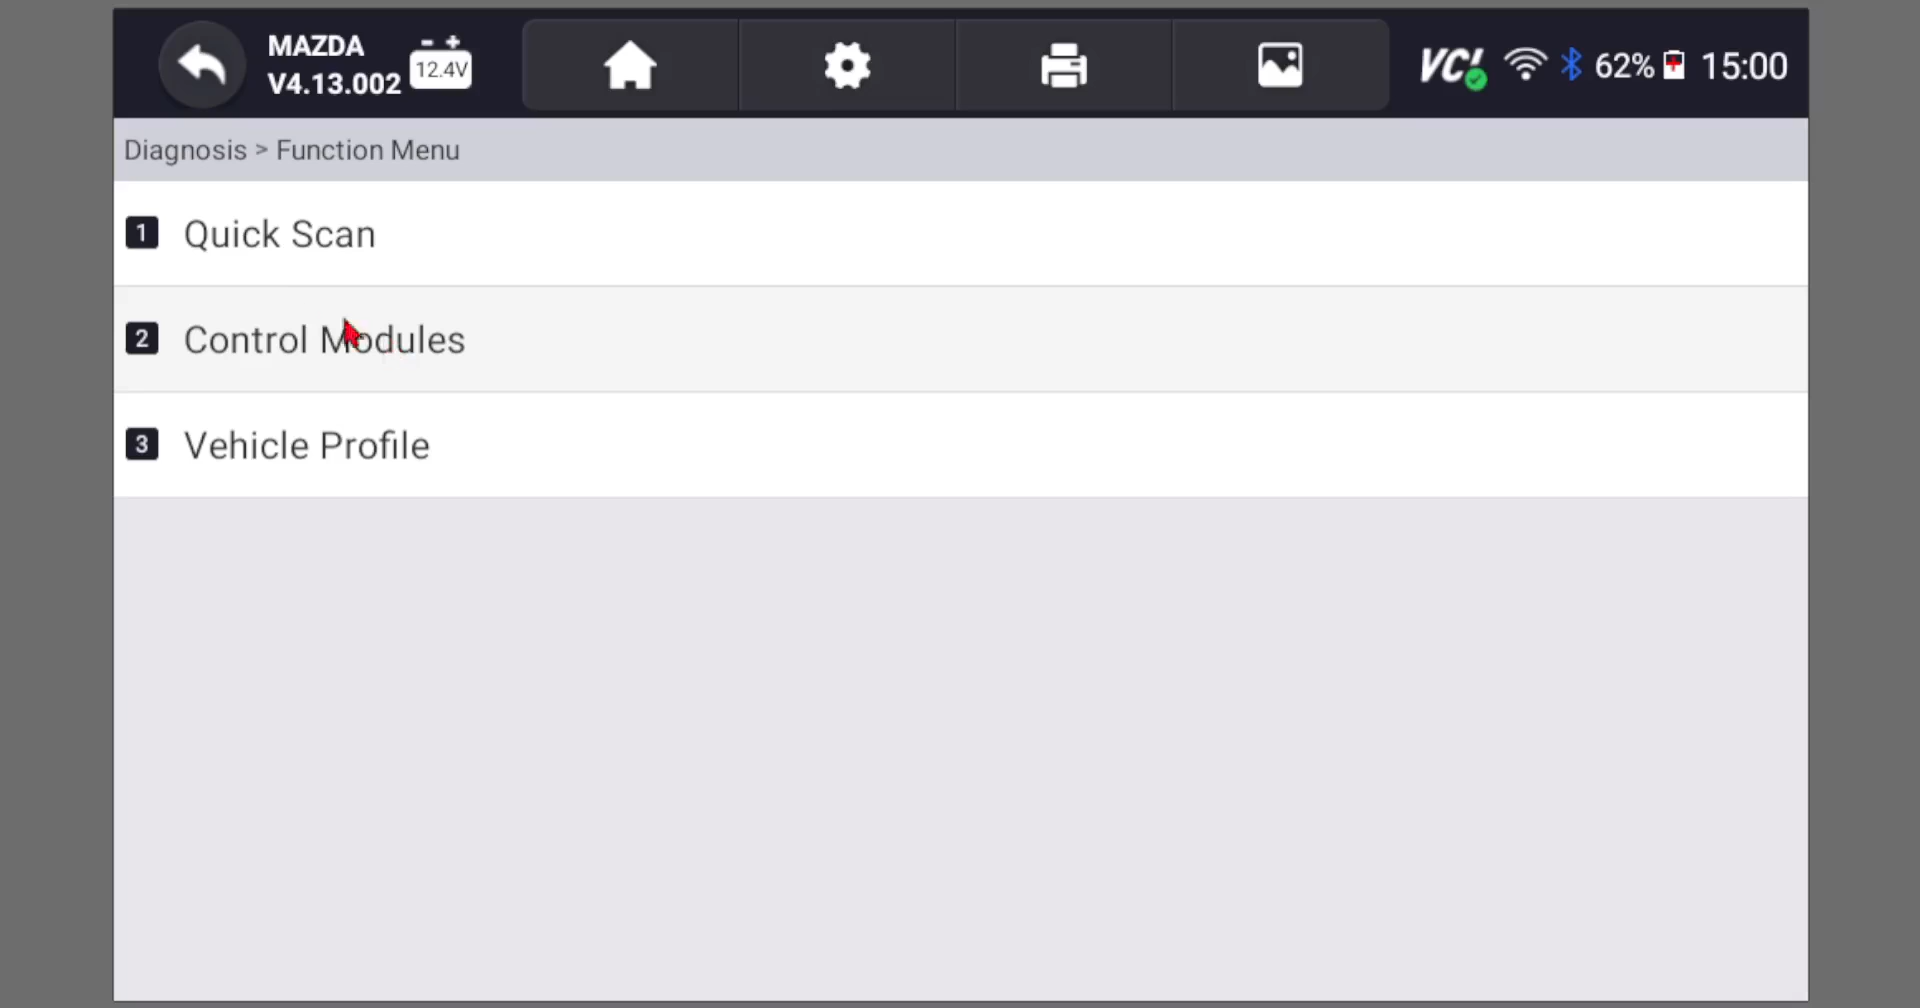 MAZDA
V4.13.002
- +
12.4V
VCI
62%
15:00
Diagnosis > Function Menu
1 Quick Scan
2 Control Modules
3 Vehicle Profile